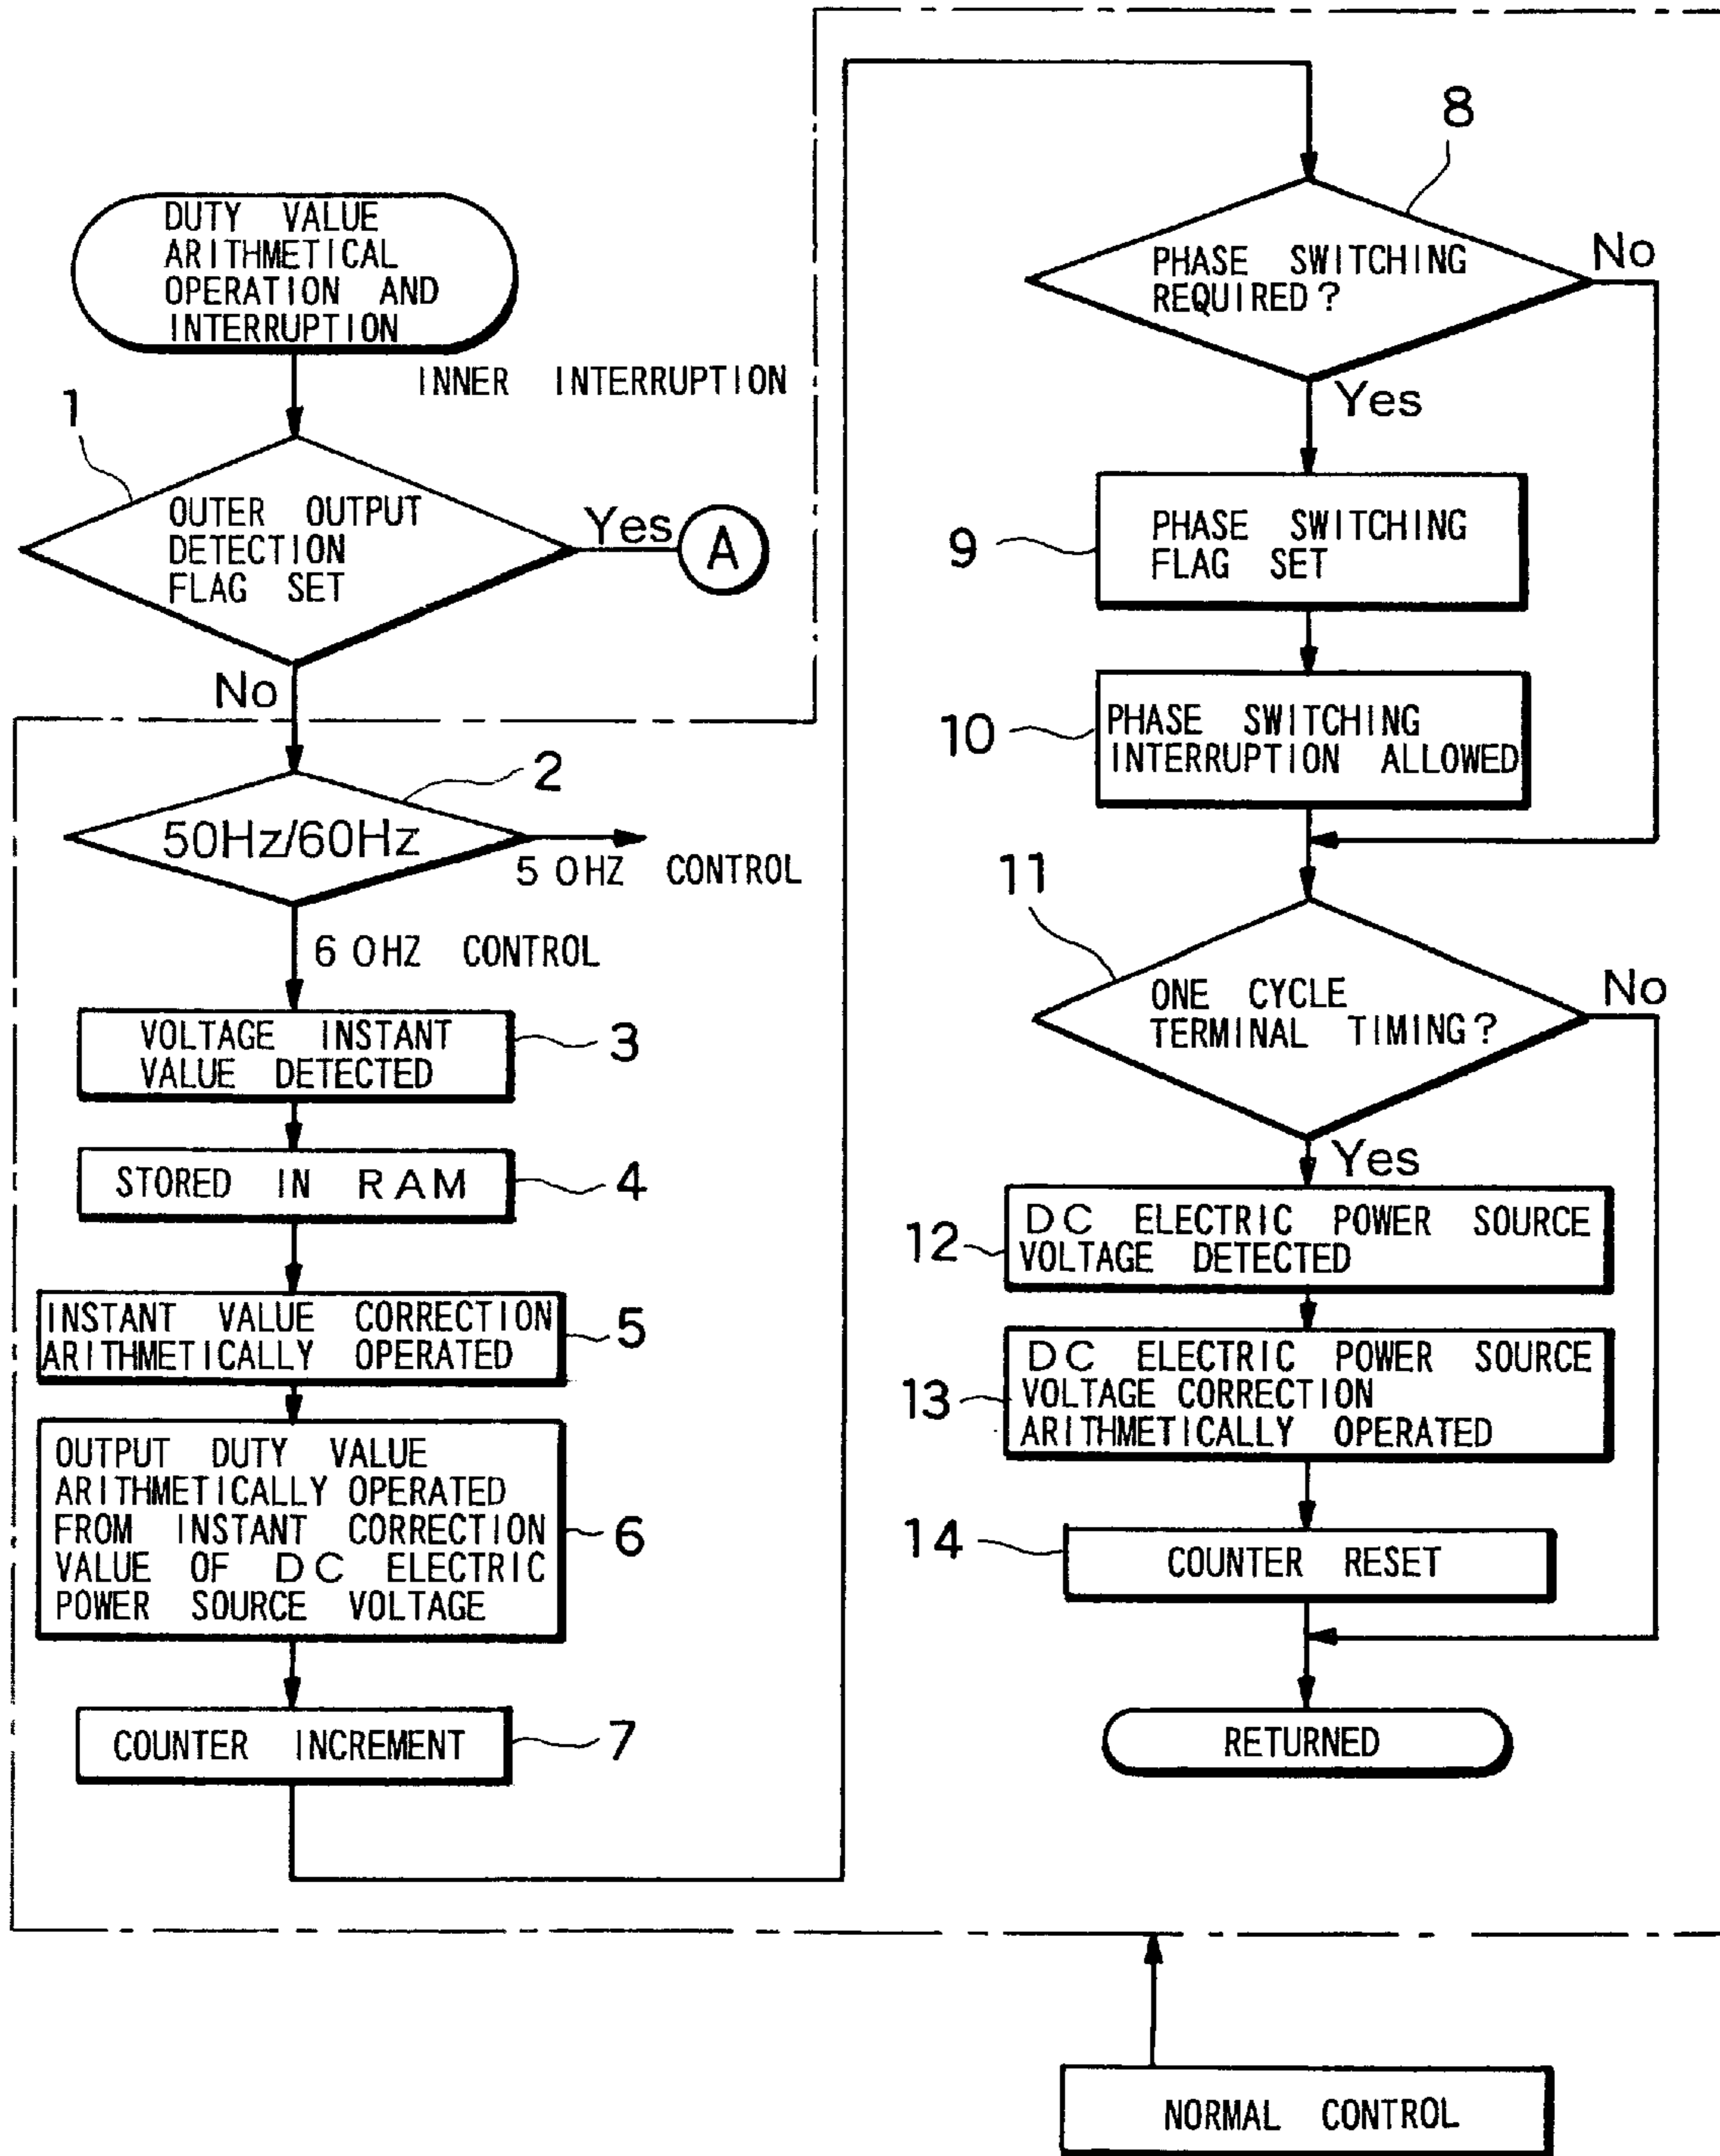 DUTY VALUE
ARITHMETICAL
OPERATION AND
INTERRUPTION
INNER INTERRUPTION
1
OUTER OUTPUT
DETECTION
FLAG SET
Yes
A
No
2
50Hz/60Hz
50HZ CONTROL
60HZ CONTROL
VOLTAGE INSTANT
VALUE DETECTED
3
STORED IN RAM
4
INSTANT VALUE CORRECTION
ARITHMETICALLY OPERATED
5
OUTPUT DUTY VALUE
ARITHMETICALLY OPERATED
FROM INSTANT CORRECTION
VALUE OF DC ELECTRIC
POWER SOURCE VOLTAGE
6
COUNTER INCREMENT
7
8
PHASE SWITCHING
REQUIRED?
No
Yes
9
PHASE SWITCHING
FLAG SET
10
PHASE SWITCHING
INTERRUPTION ALLOWED
11
ONE CYCLE
TERMINAL TIMING?
No
Yes
12
DC ELECTRIC POWER SOURCE
VOLTAGE DETECTED
13
DC ELECTRIC POWER SOURCE
VOLTAGE CORRECTION
ARITHMETICALLY OPERATED
14
COUNTER RESET
RETURNED
NORMAL CONTROL